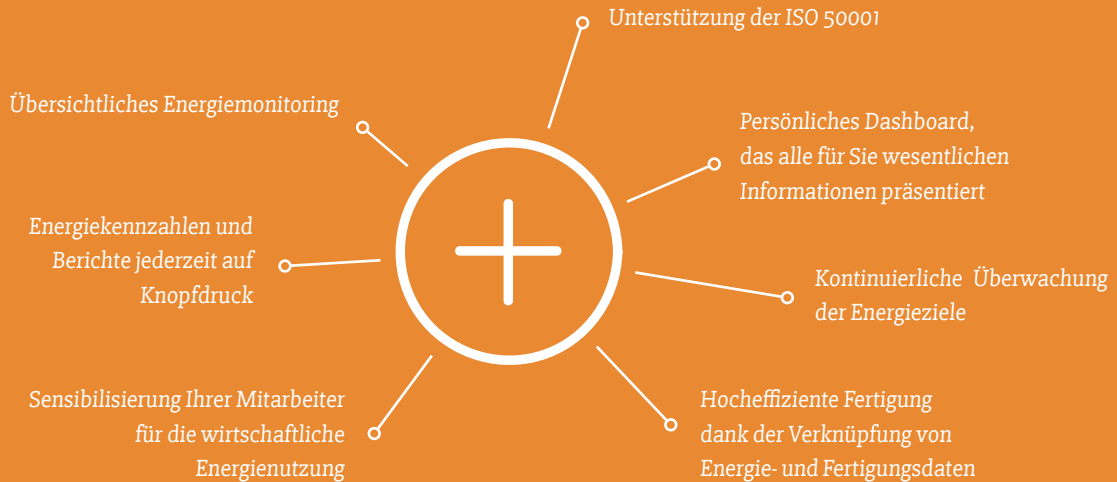 Unterstützung der ISO 50001
Übersichtliches Energiemonitoring
Persönliches Dashboard,
das alle für Sie wesentlichen
Informationen präsentiert
Energiekennzahlen und
Berichte jederzeit auf
Knopfdruck
Kontinuierliche Überwachung
der Energieziele
Sensibilisierung Ihrer Mitarbeiter
für die wirtschaftliche
Energienutzung
Hocheffiziente Fertigung
dank der Verknüpfung von
Energie- und Fertigungsdaten